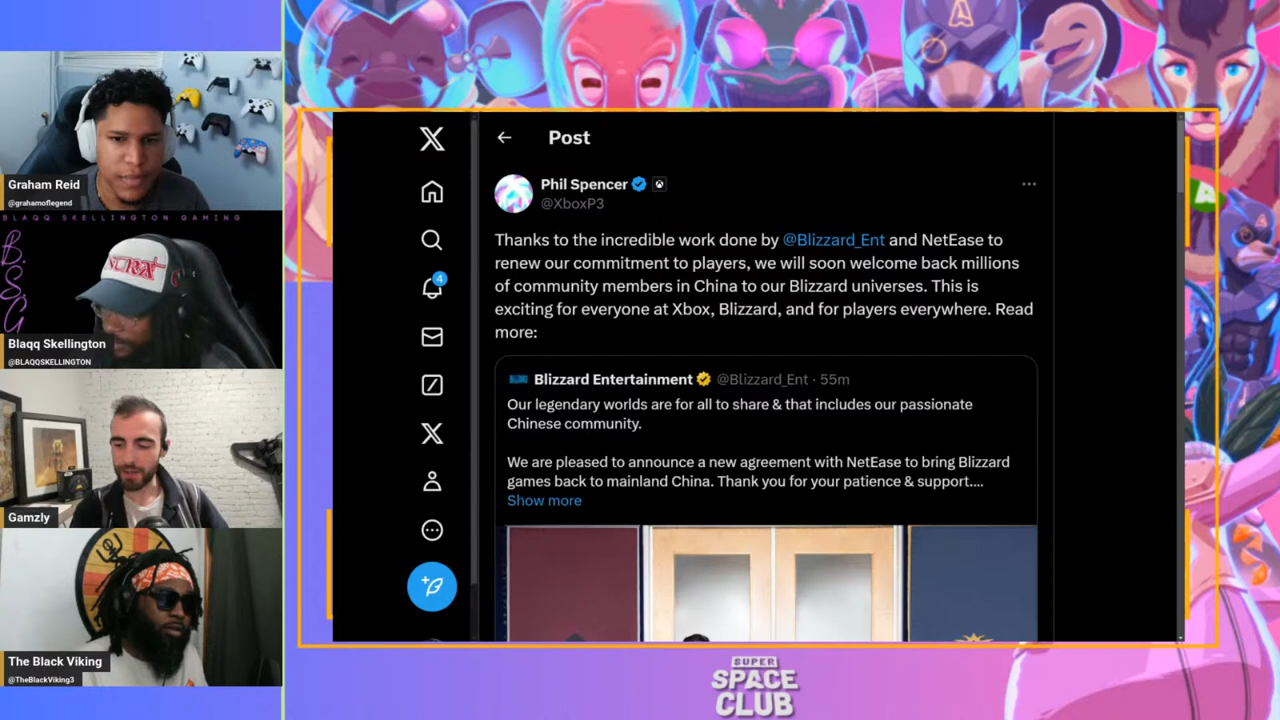 Graham Reid
@grahamoflegend
BLAQQ SKELLINGTON GAMING
B.
S.
G
Blaqq Skellington
@BLAQQSKELLINGTON
Gamzly
The Black Viking
@TheBlackViking3
Post
Phil Spencer
@XboxP3
Thanks to the incredible work done by @Blizzard_Ent and NetEase to
renew our commitment to players, we will soon welcome back millions
of community members in China to our Blizzard universes. This is
exciting for everyone at Xbox, Blizzard, and for players everywhere. Read
more:
4
Blizzard Entertainment @Blizzard_Ent · 55m
Our legendary worlds are for all to share & that includes our passionate
Chinese community.
We are pleased to announce a new agreement with NetEase to bring Blizzard
games back to mainland China. Thank you for your patience & support....
Show more
SUPER
SPACE
CLUB